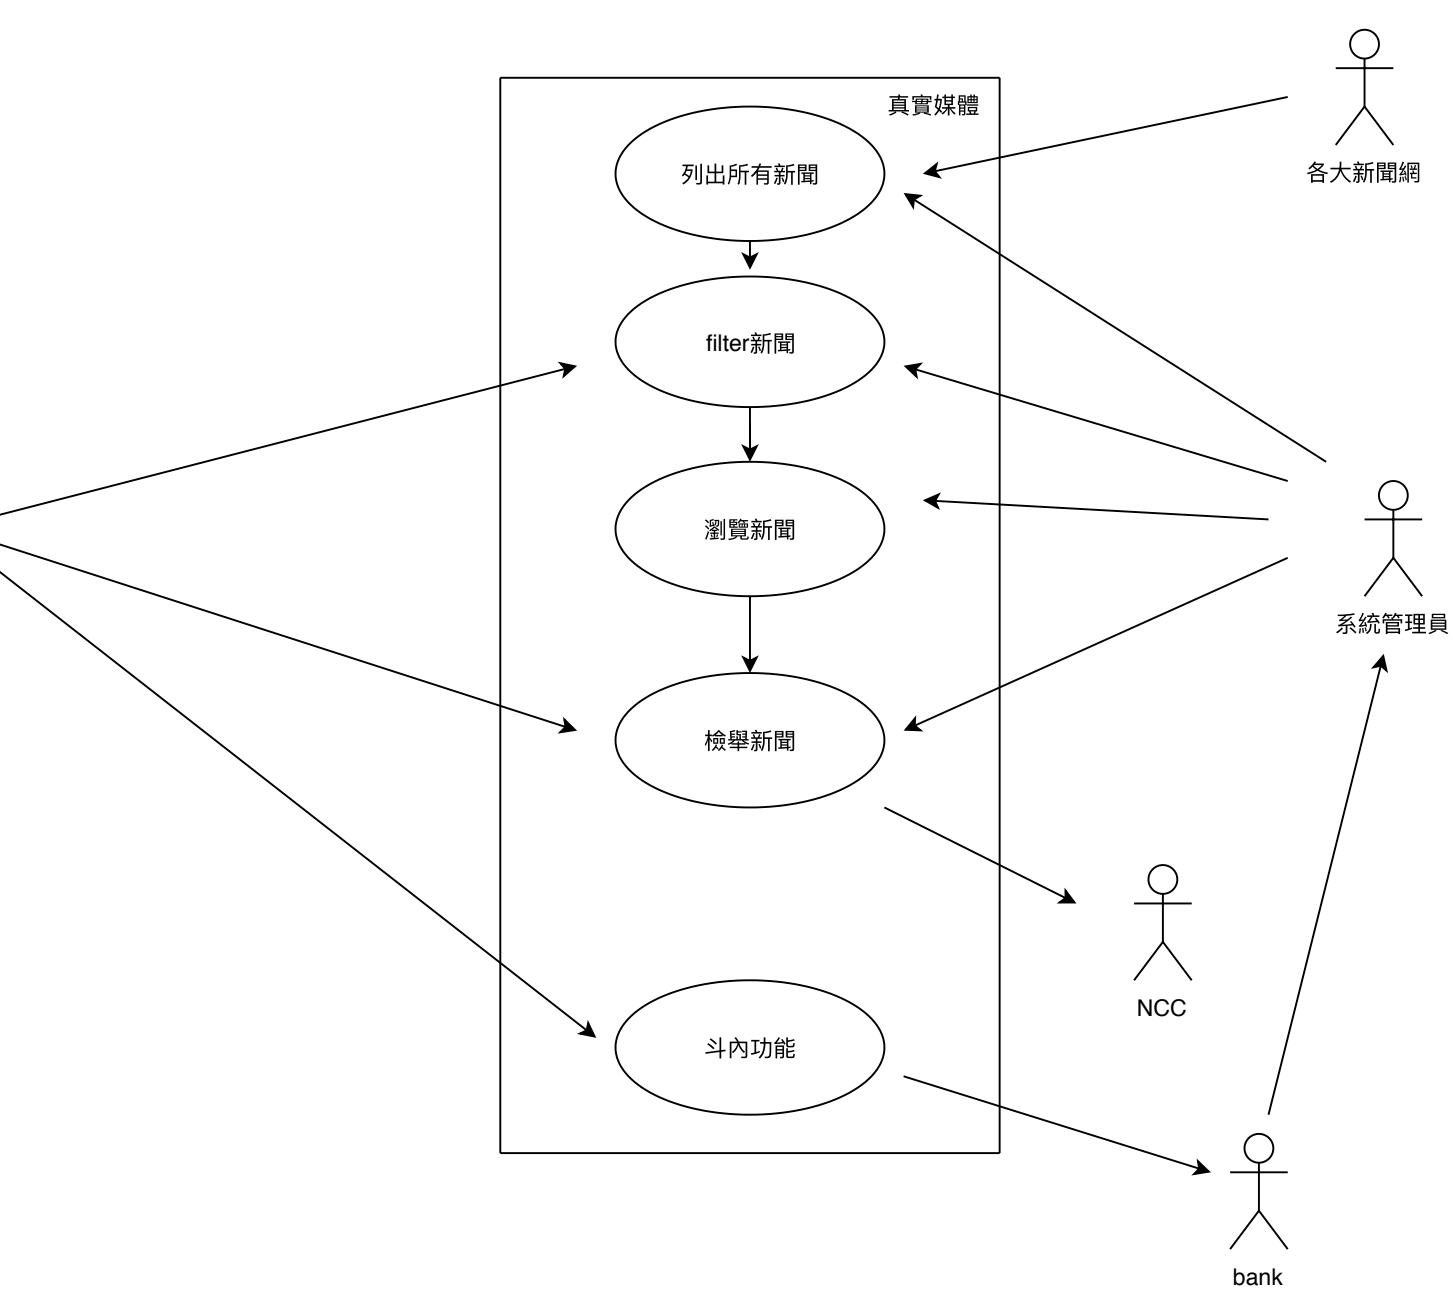 真實媒體
列出所有新聞
各大新聞網
filter新聞
瀏覽新聞
系統管理員
檢舉新聞
NCC
斗內功能
bank